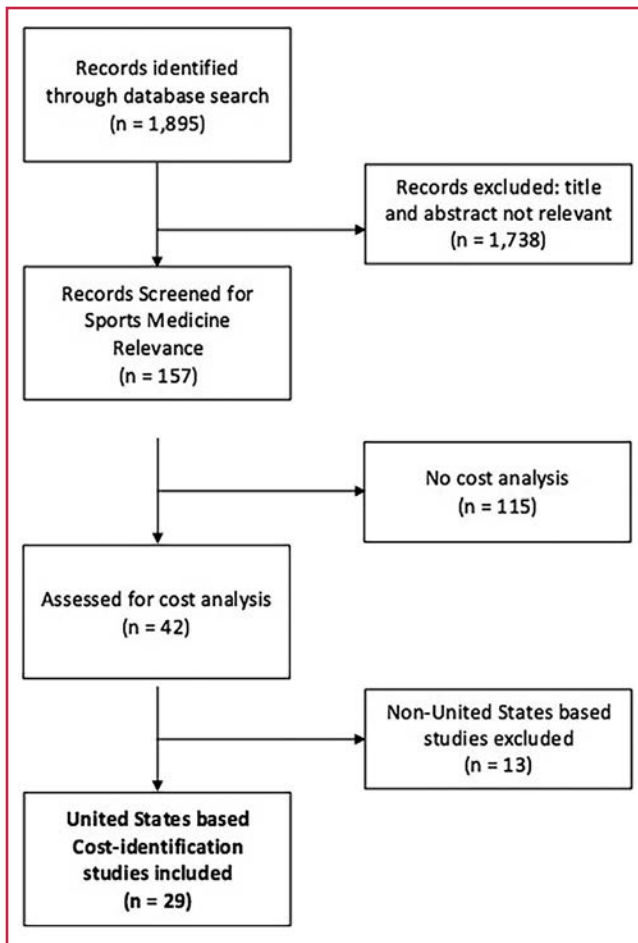 Records identified
through database search
(n = 1,895)
Records excluded: title
and abstract not relevant
(n = 1,738)
Records Screened for
Sports Medicine
Relevance
(n = 157)
No cost analysis
(n = 115)
Assessed for cost analysis
(n = 42)
Non-United States based
studies excluded
(n = 13)
United States based
Cost-identification
studies included
(n = 29)